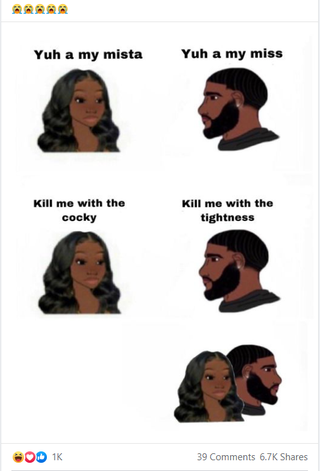 😭😭😭😭😭
Yuh a my mista
Yuh a my miss
Kill me with the
cocky
Kill me with the
tightness
1K
39 Comments 6.7K Shares